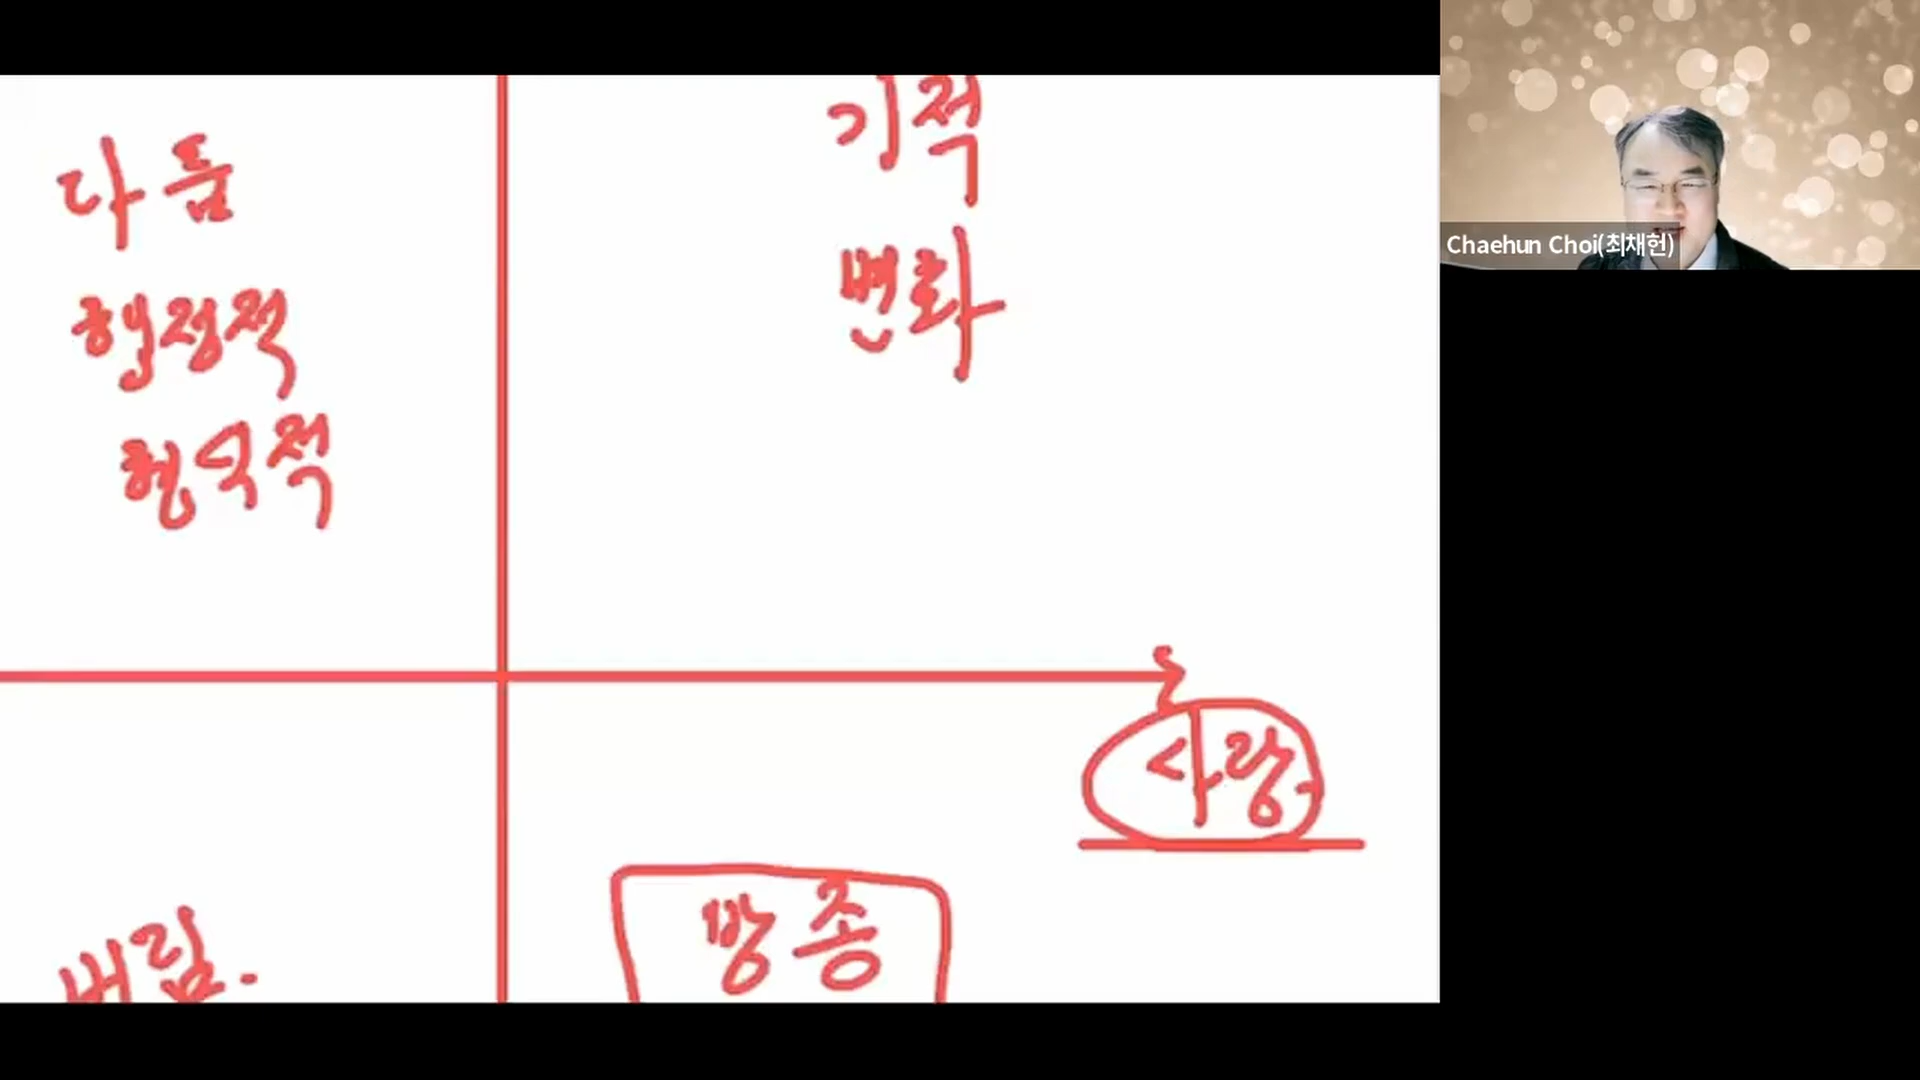 다듬
행정적
형식적
기적
변화
사랑
방종
버림.
Chaehun Choi(최채헌)